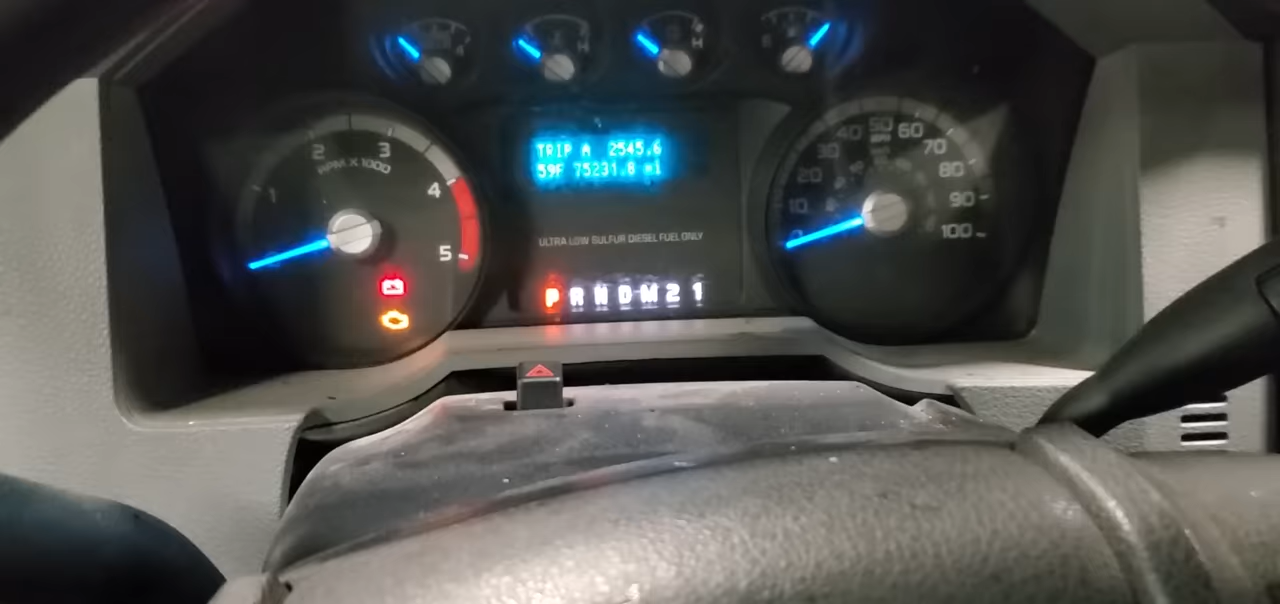 H
H
E
2
3
RPM X 1000
1
4
5
TRIP A 2545.6
59F 75231.8 mi
ULTRA LOW SULFUR DIESEL FUEL ONLY
P R N D M 2 1
40 50 60
30
70
20
80
10
90
100